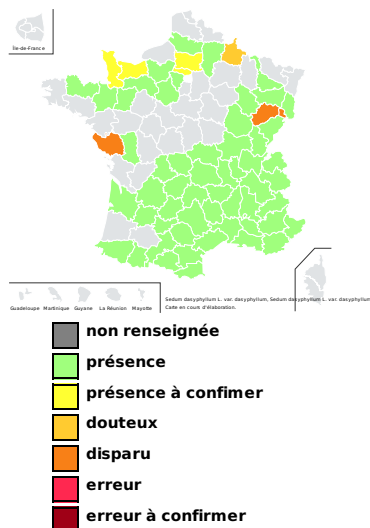 Île-de-France
Guadeloupe Martinique Guyane La Réunion Mayotte
Sedum dasyphyllum L. var. dasyphyllum, Sedum dasyphyllum L. var. dasyphyllum
Carte en cours d'élaboration.
non renseignée
présence
présence à confimer
douteux
disparu
erreur
erreur à confirmer